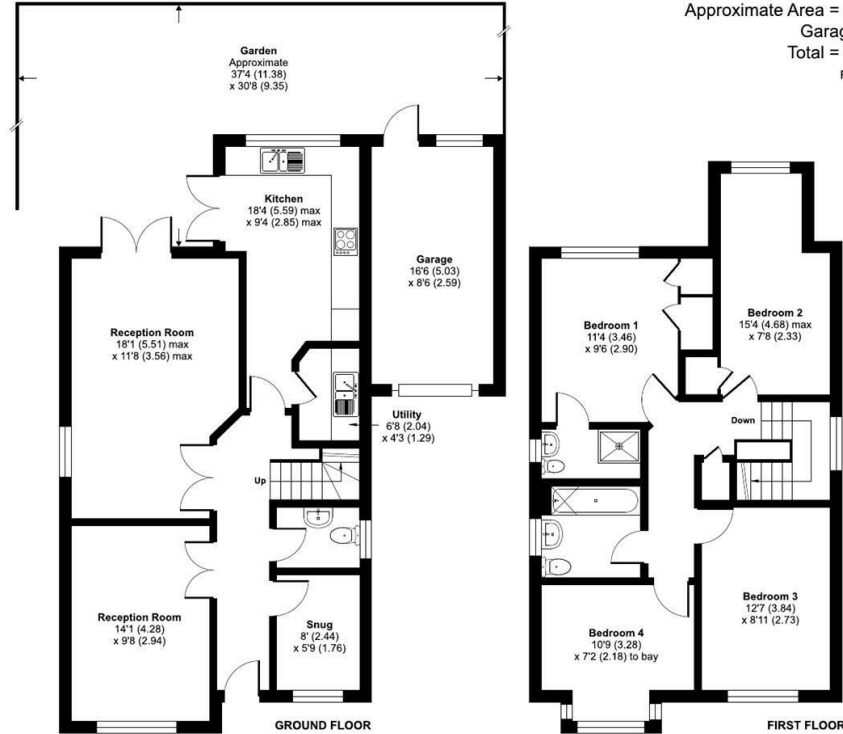 Approximate Area =
Garag
Total =
Garden
Approximate
37'4 (11.38)
x 30'8 (9.35)
Kitchen
18'4 (5.59) max
x 9'4 (2.85) max
Garage
16'6 (5.03)
x 8'6 (2.59)
Reception Room
18'1 (5.51) max
x 11'8 (3.56) max
Utility
6'8 (2.04)
x 4'3 (1.29)
Up
Reception Room
14'1 (4.28)
x 9'8 (2.94)
Snug
8' (2.44)
x 5'9 (1.76)
GROUND FLOOR
Bedroom 1
11'4 (3.46)
x 9'6 (2.90)
Bedroom 2
15'4 (4.68) max
x 7'8 (2.33)
Down
Bedroom 3
12'7 (3.84)
x 8'11 (2.73)
Bedroom 4
10'9 (3.28)
x 7'2 (2.18) to bay
FIRST FLOOR